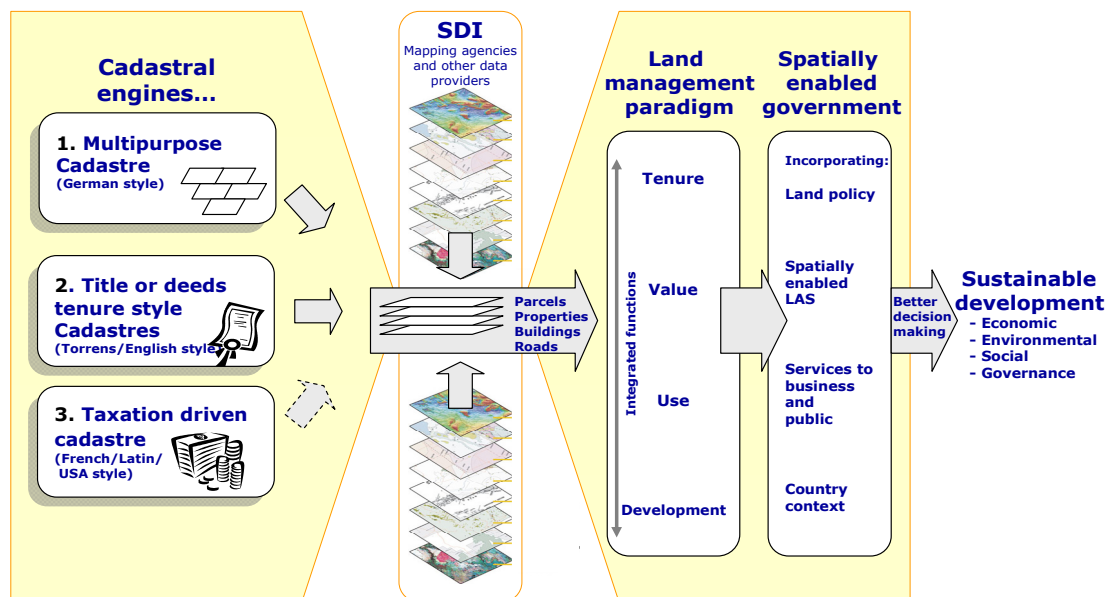 Cadastral
engines...
1. Multipurpose
Cadastre
(German style)
2. Title or deeds
tenure style
Cadastres
(Torrens/English style)
3. Taxation driven
cadastre
(French/Latin/
USA style)
SDI
Mapping agencies
and other data
providers
Parcels
Properties
Buildings
Roads
Land
management
paradigm
Integrated functions
Tenure
Value
Use
Development
Spatially
enabled
government
Incorporating:
Land policy
Spatially
enabled
LAS
Services to
business
and
public
Country
context
Better
decision
making
Sustainable
development
- Economic
- Environmental
- Social
- Governance